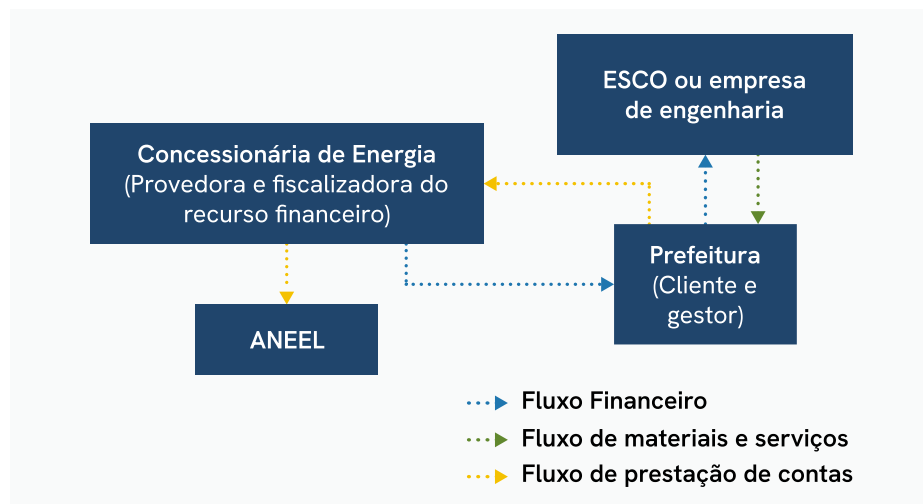 ESCO ou empresa
de engenharia
Concessionária de Energia
(Provedora e fiscalizadora do
recurso financeiro)
Prefeitura
(Cliente e
gestor)
ANEEL
Fluxo Financeiro
Fluxo de materiais e serviços
Fluxo de prestação de contas